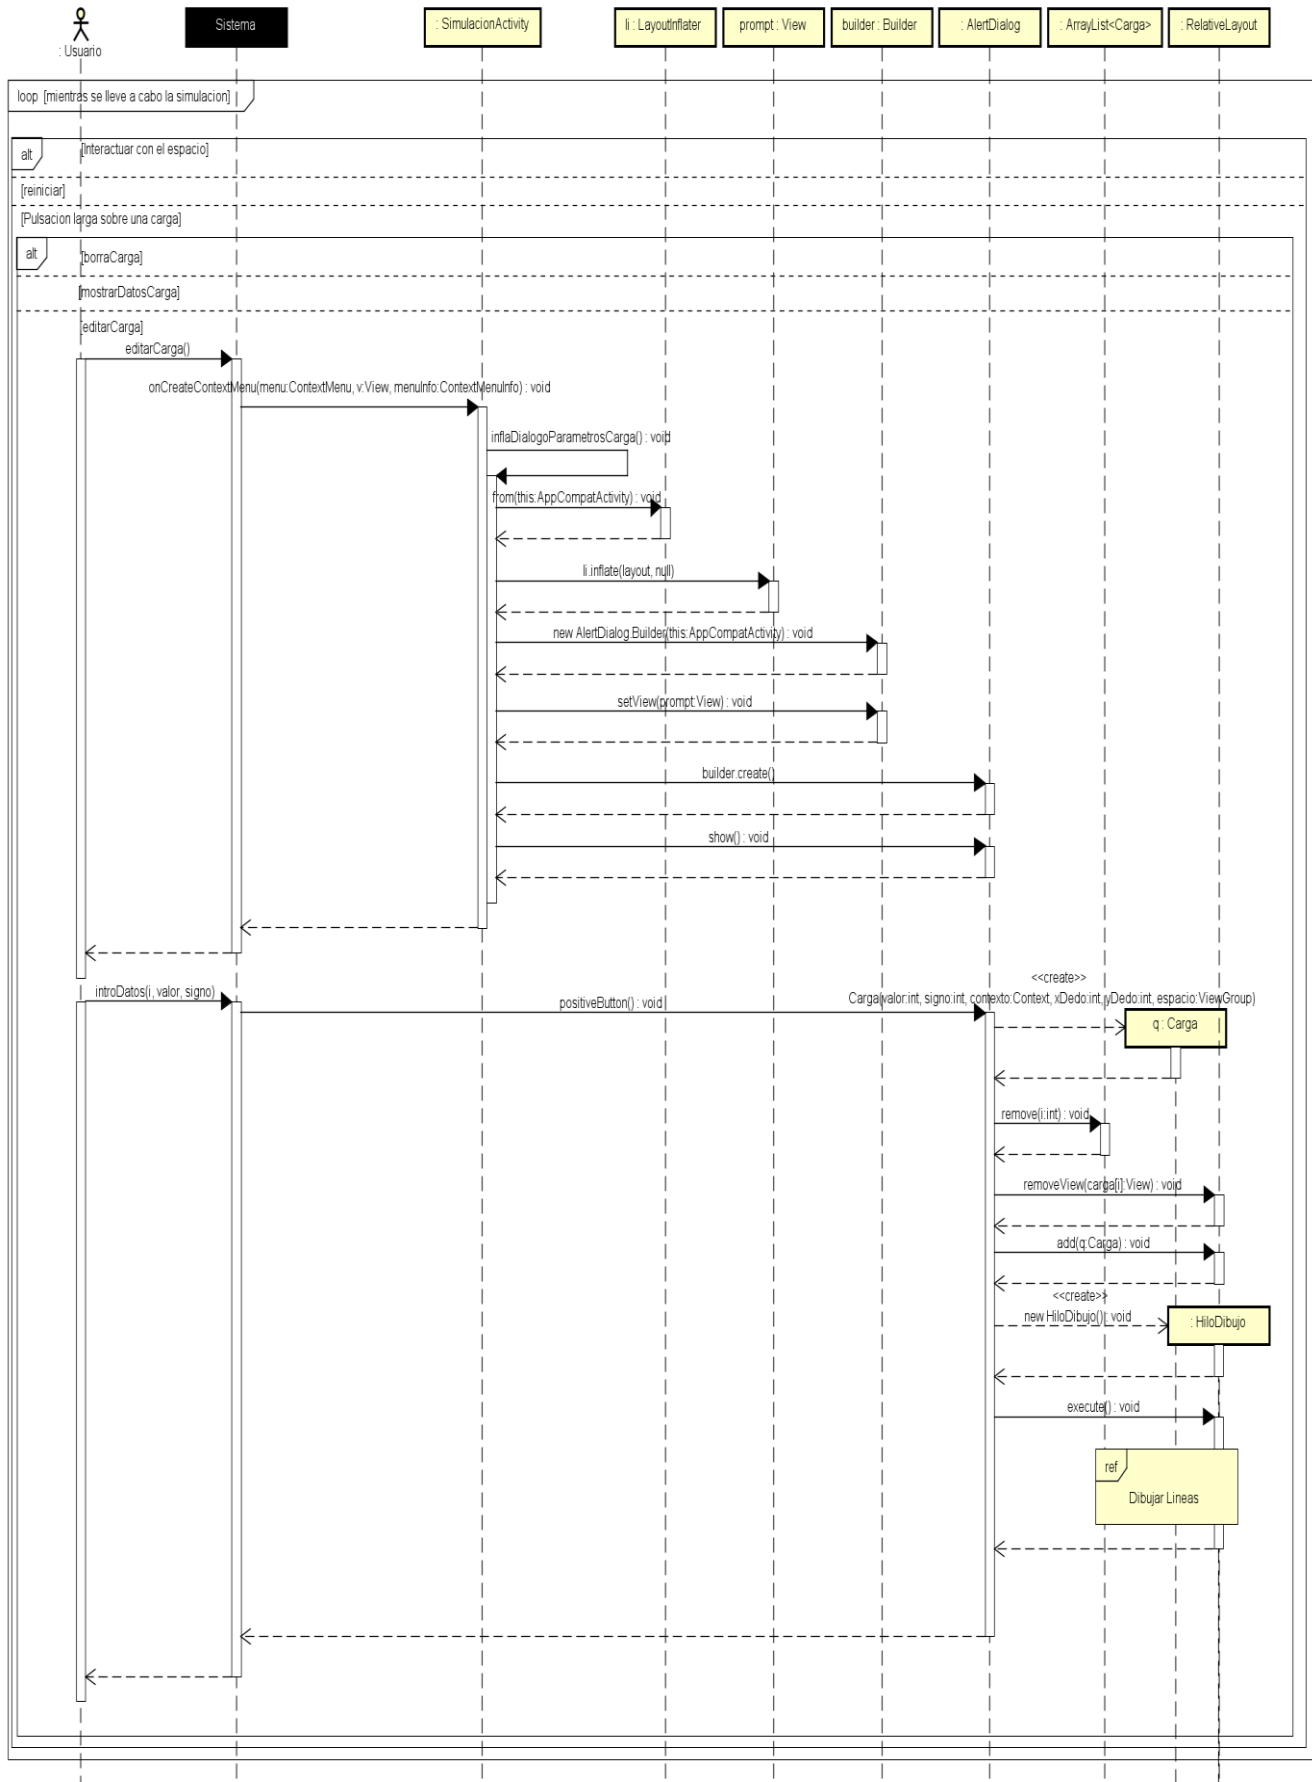 : Usuario
Sistema
: SimulacionActivity
li : LayoutInflater
prompt : View
builder : Builder
: AlertDialog
: ArrayList<Carga>
: RelativeLayout
loop [mientras se lleve a cabo la simulacion]
alt
[Interactuar con el espacio]
[reiniciar]
[Pulsacion larga sobre una carga]
alt
[borraCarga]
[mostrarDatosCarga]
[editarCarga]
editarCarga()
onCreateContextMenu(menu:ContextMenu, v:View, menuInfo:ContextMenuInfo) : void
inflaDialogoParametrosCarga() : void
from(this:AppCompatActivity) : void
li.inflate(layout, null)
new AlertDialog.Builder(this:AppCompatActivity) : void
setView(prompt:View) : void
builder.create()
show() : void
<<create>>
introDatos(i, valor, signo)
positiveButton() : void
Carga(valor:int, signo:int, contexto:Context, xDedo:int, yDedo:int, espacio:ViewGroup)
q : Carga
remove(i:int) : void
removeView(carga[i]:View) : void
add(q:Carga) : void
<<create>>
new HiloDibujo() : void
: HiloDibujo
execute() : void
ref
Dibujar Lineas